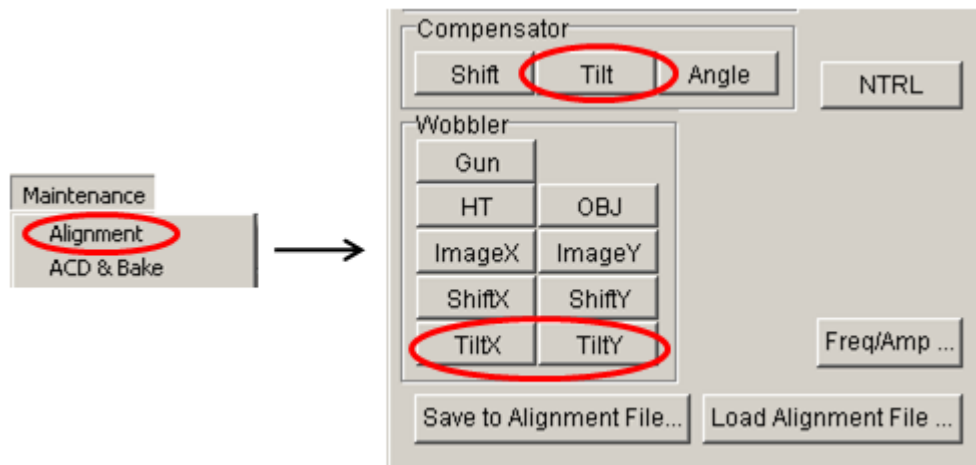 Maintenance
Alignment
ACD & Bake
Compensator
Shift Tilt Angle
NTRL
Wobbler
Gun
HT OBJ
ImageX ImageY
ShiftX ShiftY
TiltX TiltY
Freq/Amp ...
Save to Alignment File... Load Alignment File ...